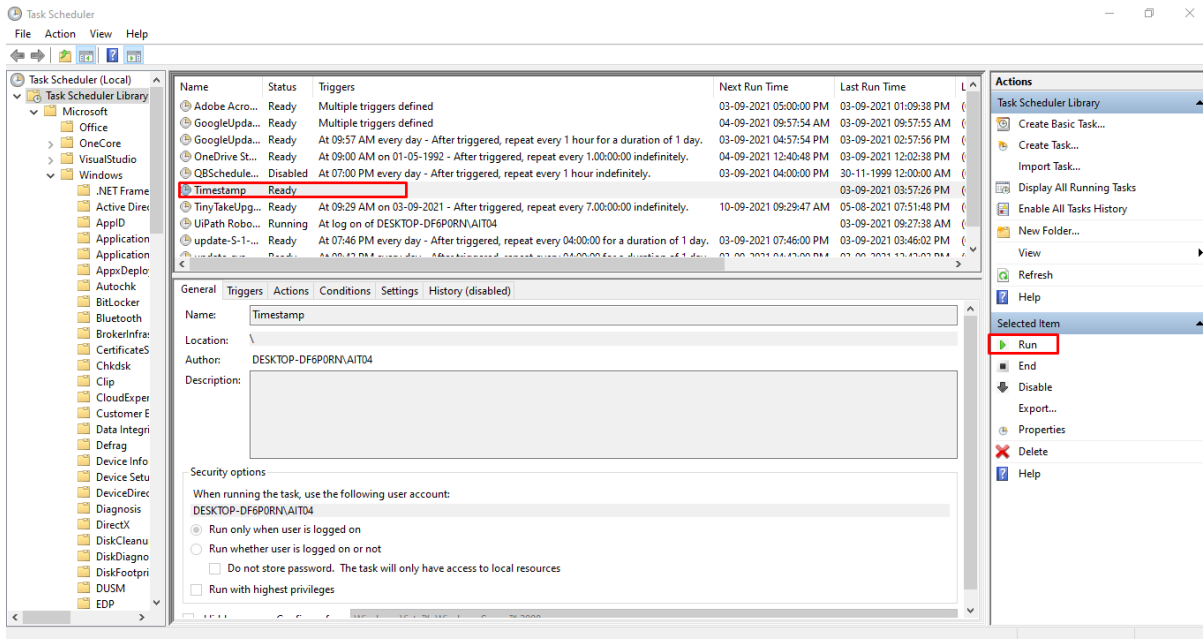 Task Scheduler
File Action View Help
Task Scheduler (Local)
Task Scheduler Library
Microsoft
Office
OneCore
VisualStudio
Windows
.NET Frame
Active Direc
AppID
Application
Application
AppxDeploy
Autochk
BitLocker
Bluetooth
BrokerInfras
CertificateS
Chkdsk
Clip
CloudExper
Customer E
Data Integri
Defrag
Device Info
Device Setu
DeviceDirec
Diagnosis
DirectX
DiskCleanu
DiskDiagno
DiskFootpri
DUSM
EDP
Name Status Triggers Next Run Time Last Run Time L
Adobe Acro... Ready Multiple triggers defined 03-09-2021 05:00:00 PM 03-09-2021 01:09:38 PM (
GoogleUpda... Ready Multiple triggers defined 04-09-2021 09:57:54 AM 03-09-2021 09:57:55 AM (
GoogleUpda... Ready At 09:57 AM every day - After triggered, repeat every 1 hour for a duration of 1 day. 03-09-2021 04:57:54 PM 03-09-2021 02:57:56 PM (
OneDrive St... Ready At 09:00 AM on 01-05-1992 - After triggered, repeat every 1.00:00:00 indefinitely. 04-09-2021 12:40:48 PM 03-09-2021 12:02:38 PM (
QBSchedule... Disabled At 07:00 PM every day - After triggered, repeat every 1 hour indefinitely. 03-09-2021 04:00:00 PM 30-11-1999 12:00:00 AM (
Timestamp Ready 03-09-2021 03:57:26 PM (
TinyTakeUpg... Ready At 09:29 AM on 03-09-2021 - After triggered, repeat every 7.00:00:00 indefinitely. 10-09-2021 09:29:47 AM 05-08-2021 07:51:48 PM (
UiPath Robo... Running At log on of DESKTOP-DF6P0RN\AIT04 03-09-2021 09:27:38 AM (
update-S-1-... Ready At 07:46 PM every day - After triggered, repeat every 04:00:00 for a duration of 1 day. 03-09-2021 07:46:00 PM 03-09-2021 03:46:02 PM (
General Triggers Actions Conditions Settings History (disabled)
Name: Timestamp
Location: \
Author: DESKTOP-DF6P0RN\AIT04
Description:
Security options
When running the task, use the following user account:
DESKTOP-DF6P0RN\AIT04
Run only when user is logged on
Run whether user is logged on or not
Do not store password. The task will only have access to local resources
Run with highest privileges
Actions
Task Scheduler Library
Create Basic Task...
Create Task...
Import Task...
Display All Running Tasks
Enable All Tasks History
New Folder...
View
Refresh
Help
Selected Item
Run
End
Disable
Export...
Properties
Delete
Help